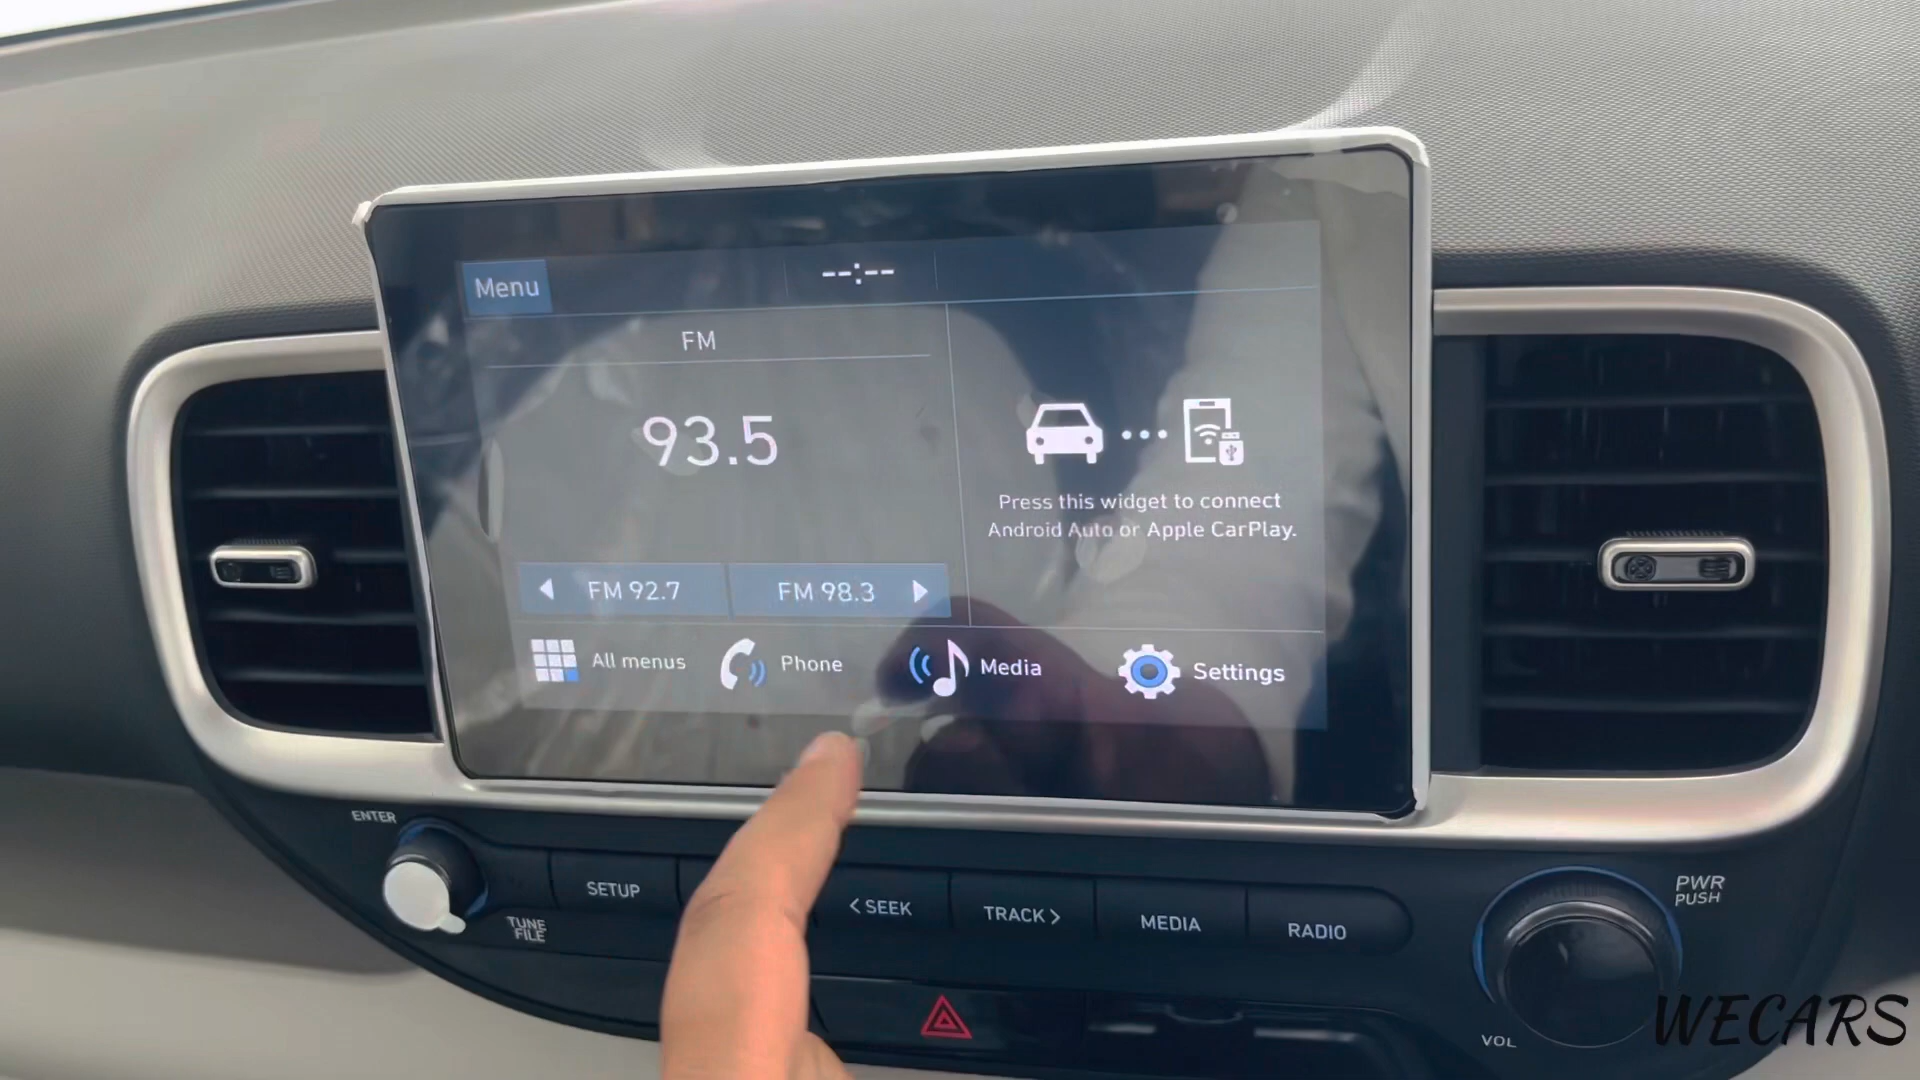 Menu
--:--
FM
93.5
FM 92.7
FM 98.3
Press this widget to connect
Android Auto or Apple CarPlay.
All menus
Phone
Media
Settings
ENTER
TUNE
FILE
SETUP
< SEEK
TRACK >
MEDIA
RADIO
PWR
PUSH
VOL
WECARS